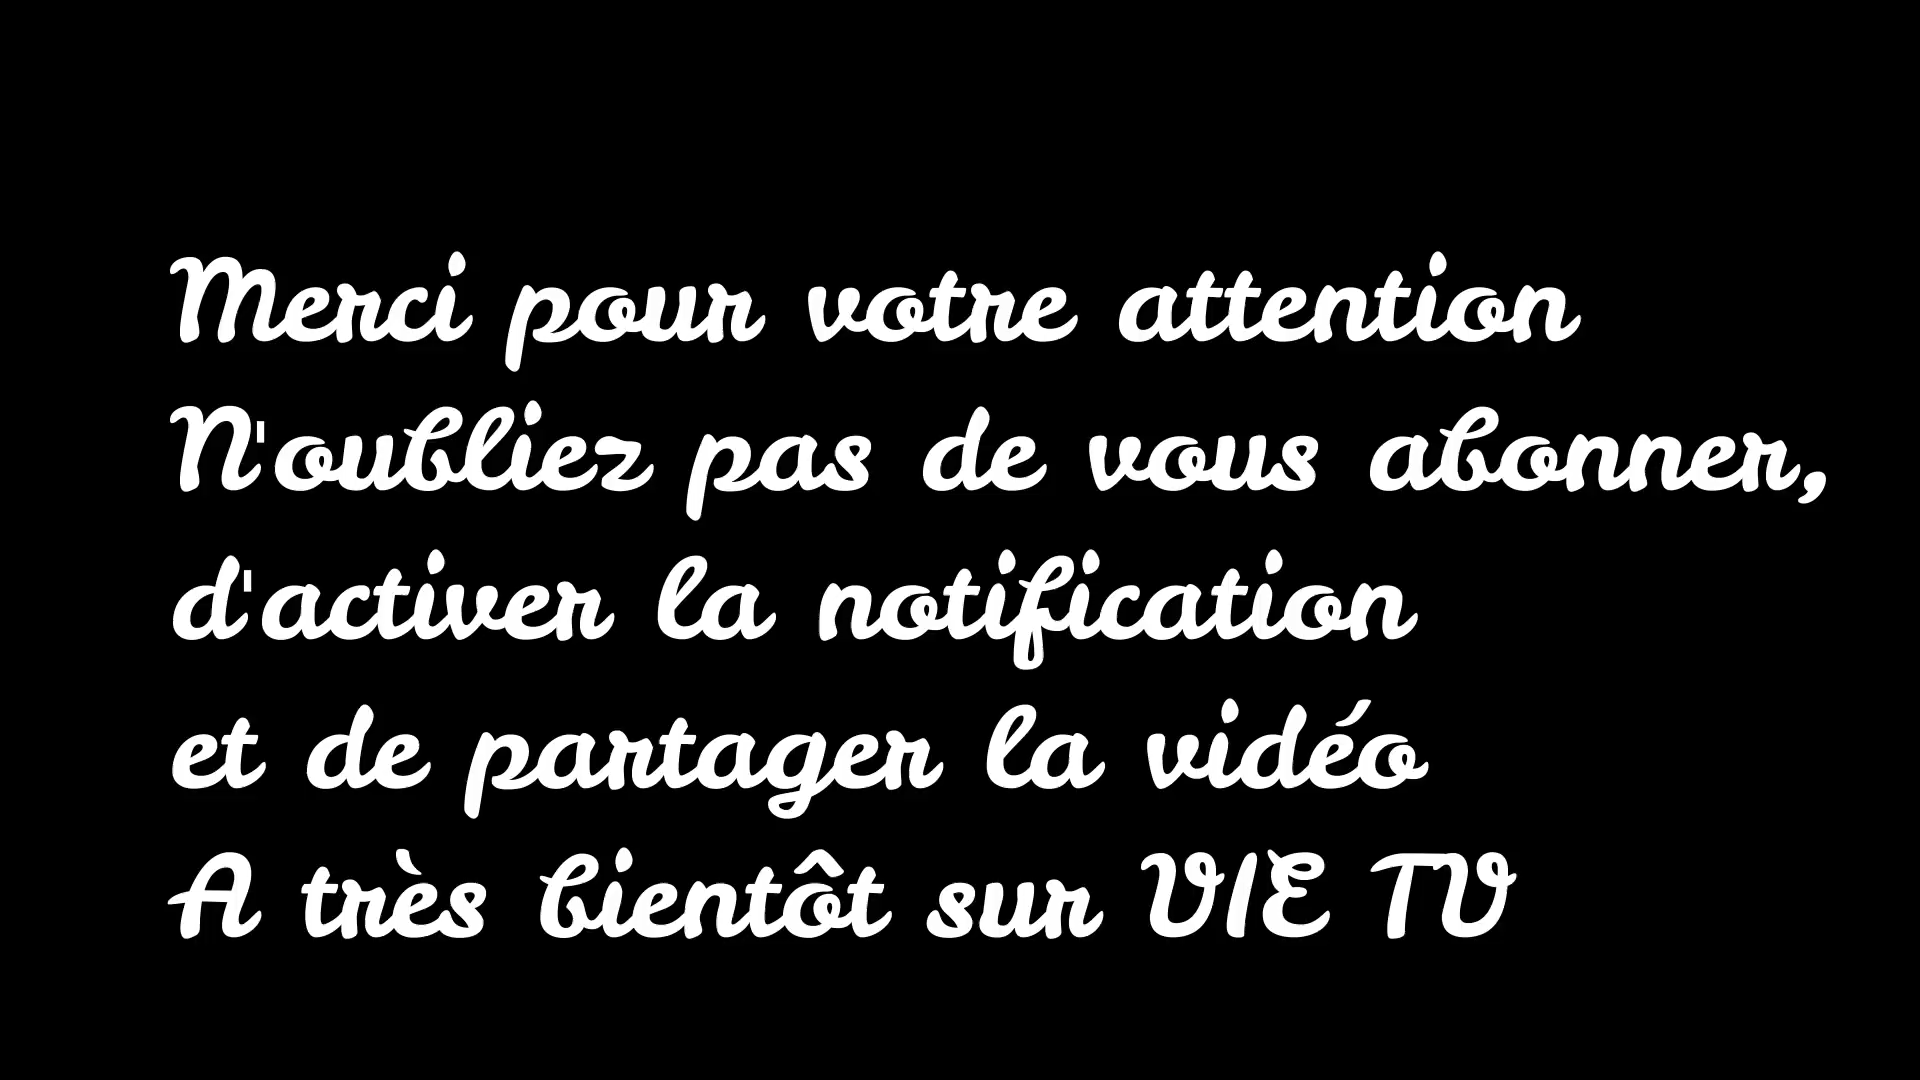 Merci pour votre attention
N'oubliez pas de vous abonner,
d'activer la notification
et de partager la vidéo
A très bientôt sur VIE TV